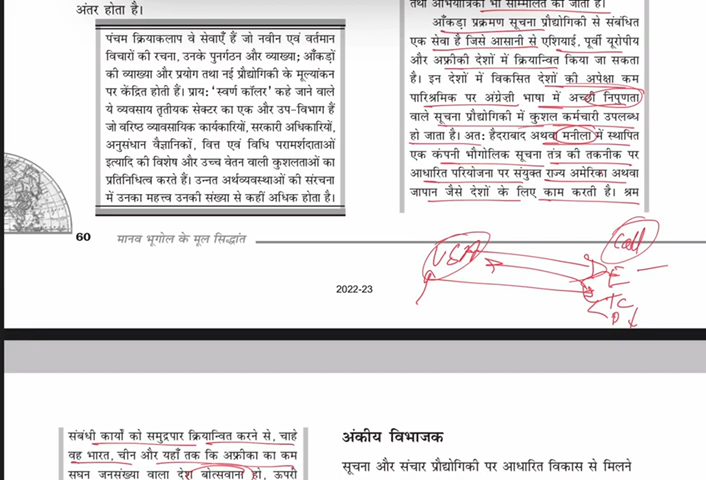 अंतर होता है।
पंचम क्रियाकलाप वे सेवाएँ हैं जो नवीन एवं वर्तमान
विचारों की रचना, उनके पुनर्गठन और व्याख्या; आँकड़ों
की व्याख्या और प्रयोग तथा नई प्रौद्योगिकी के मूल्यांकन
पर केंद्रित होती हैं। प्राय: ‘स्वर्ण कॉलर’ कहे जाने वाले
ये व्यवसाय तृतीयक सेक्टर का एक और उप-विभाग हैं
जो वरिष्ठ व्यावसायिक कार्यकारियों, सरकारी अधिकारियों,
अनुसंधान वैज्ञानिकों, वित्त एवं विधि परामर्शदाताओं
इत्यादि की विशेष और उच्च वेतन वाली कुशलताओं का
प्रतिनिधित्व करते हैं। उन्नत अर्थव्यवस्थाओं की संरचना
में उनका महत्त्व उनकी संख्या से कहीं अधिक होता है।
तथा अभियांत्रिकी भी सम्मिलित की जाती है।
आँकड़ा प्रक्रमण सूचना प्रौद्योगिकी से संबंधित
एक सेवा है जिसे आसानी से एशियाई, पूर्वी यूरोपीय
और अफ्रीकी देशों में क्रियान्वित किया जा सकता
है। इन देशों में विकसित देशों की अपेक्षा कम
पारिश्रमिक पर अंग्रेज़ी भाषा में अच्छी निपुणता
वाले सूचना प्रौद्योगिकी में कुशल कर्मचारी उपलब्ध
हो जाता है। अत: हैदराबाद अथवा मनीला में स्थापित
एक कंपनी भौगोलिक सूचना तंत्र की तकनीक पर
आधारित परियोजना पर संयुक्त राज्य अमेरिका अथवा
जापान जैसे देशों के लिए काम करती है। श्रम
60 मानव भूगोल के मूल सिद्धांत
USA
Call
E
TC
2022-23
संबंधी कार्यों को समुद्रपार क्रियान्वित करने से, चाहे
वह भारत, चीन और यहाँ तक कि अफ्रीका का कम
सघन जनसंख्या वाला देश बोत्सवाना हो, ऊपरी
अंकीय विभाजक
सूचना और संचार प्रौद्योगिकी पर आधारित विकास से मिलने